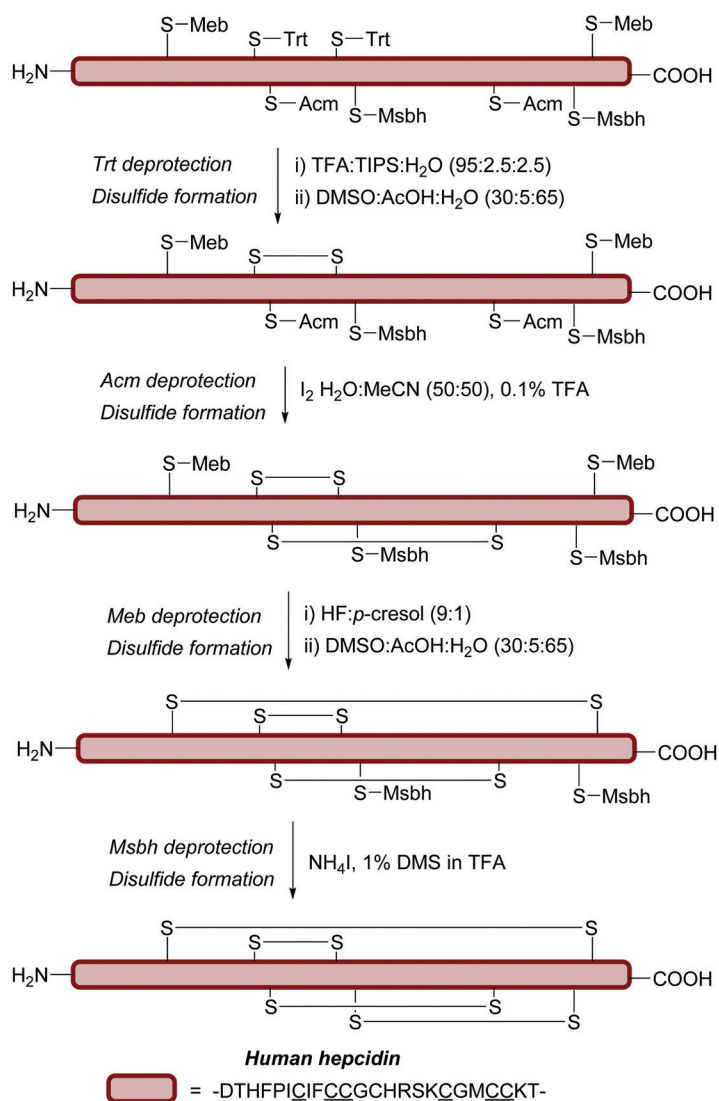 S–Meb S–Trt S–Trt S–Meb
H₂N COOH
S–Acm S–Msbh S–Acm S–Msbh
Trt deprotection i) TFA:TIPS:H₂O (95:2.5:2.5)
Disulfide formation ii) DMSO:AcOH:H₂O (30:5:65)
S–Meb S S S–Meb
H₂N COOH
S–Acm S–Msbh S–Acm S–Msbh
Acm deprotection I₂ H₂O:MeCN (50:50), 0.1% TFA
Disulfide formation
S–Meb S S S–Meb
H₂N COOH
S S–Msbh S S–Msbh
Meb deprotection i) HF:p-cresol (9:1)
Disulfide formation ii) DMSO:AcOH:H₂O (30:5:65)
S S
S S
H₂N COOH
S S–Msbh S S–Msbh
Msbh deprotection NH₄I, 1% DMS in TFA
Disulfide formation
S S
S S
H₂N COOH
S S
S S
Human hepcidin
= -DTHFPICIFCCGCHRSKCGMCCKT-